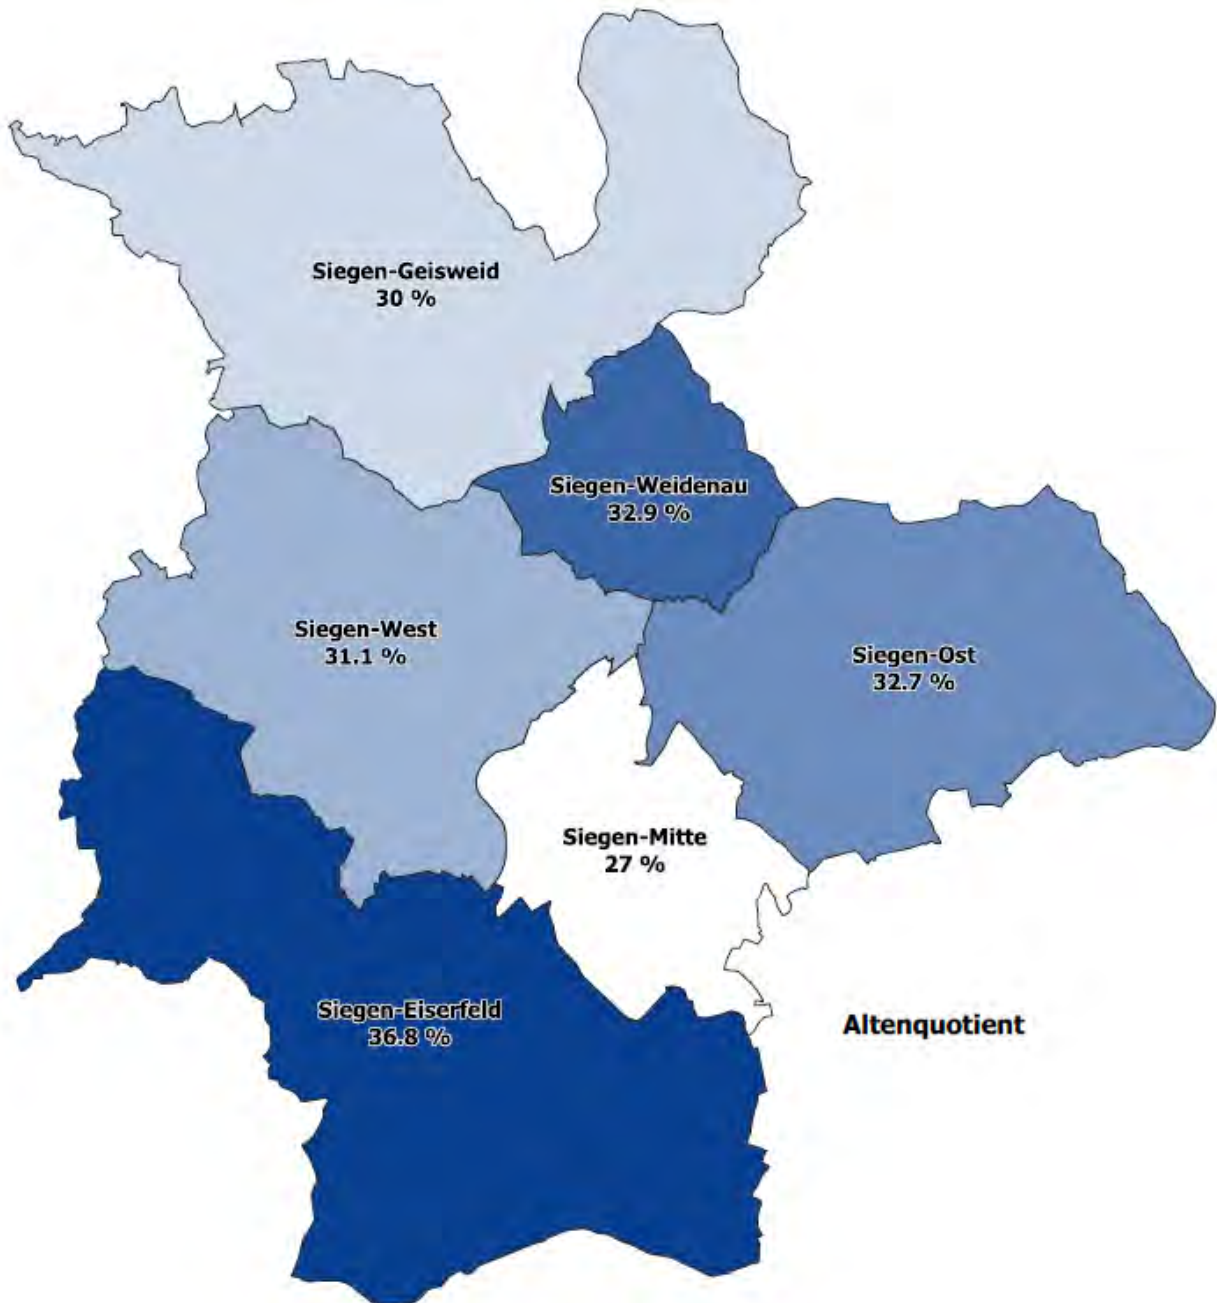 Siegen-Geisweid
30 %
Siegen-Weidenau
32.9 %
Siegen-West
31.1 %
Siegen-Ost
32.7 %
Siegen-Mitte
27 %
Siegen-Eiserfeld
36.8 %
Altenquotient